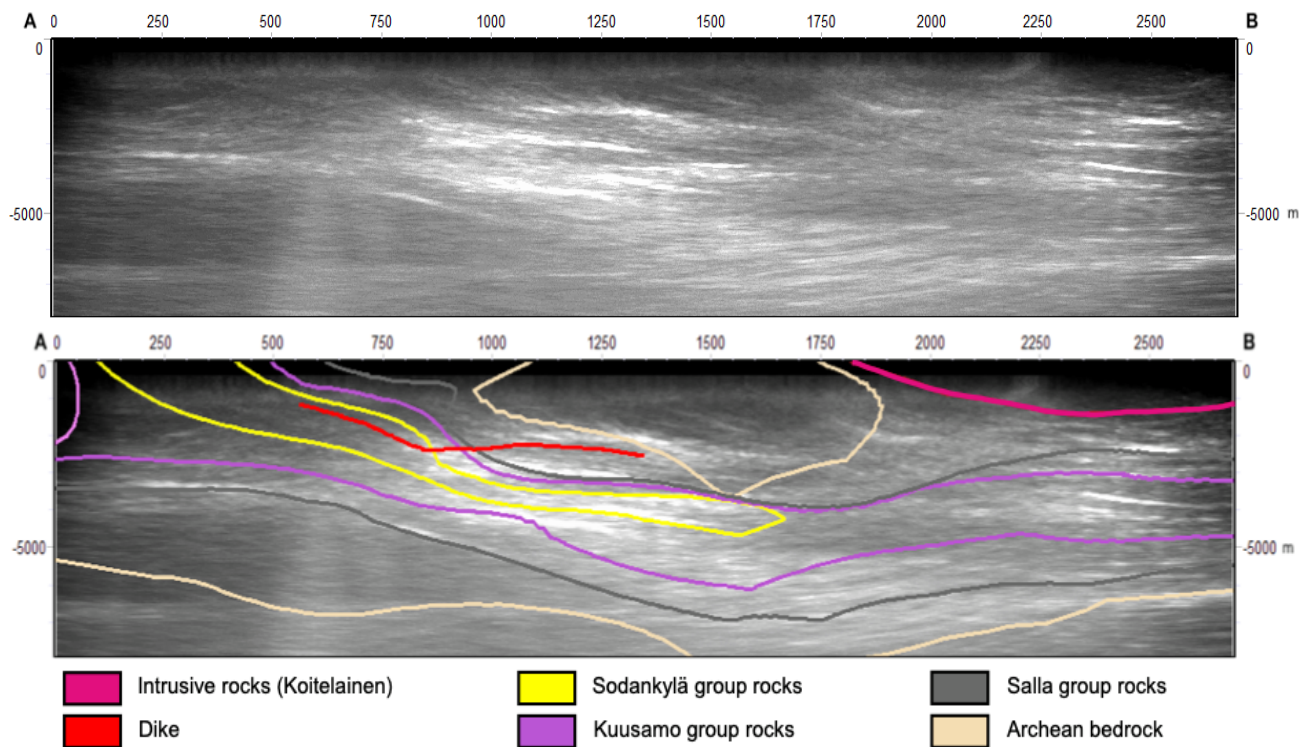 A 0 250 500 750 1000 1250 1500 1750 2000 2250 2500 B
0 0
-5000 -5000 m
A 0 250 500 750 1000 1250 1500 1750 2000 2250 2500 B
0 0
-5000 -5000 m
Intrusive rocks (Koitelainen) Sodankylä group rocks Salla group rocks
Dike Kuusamo group rocks Archean bedrock